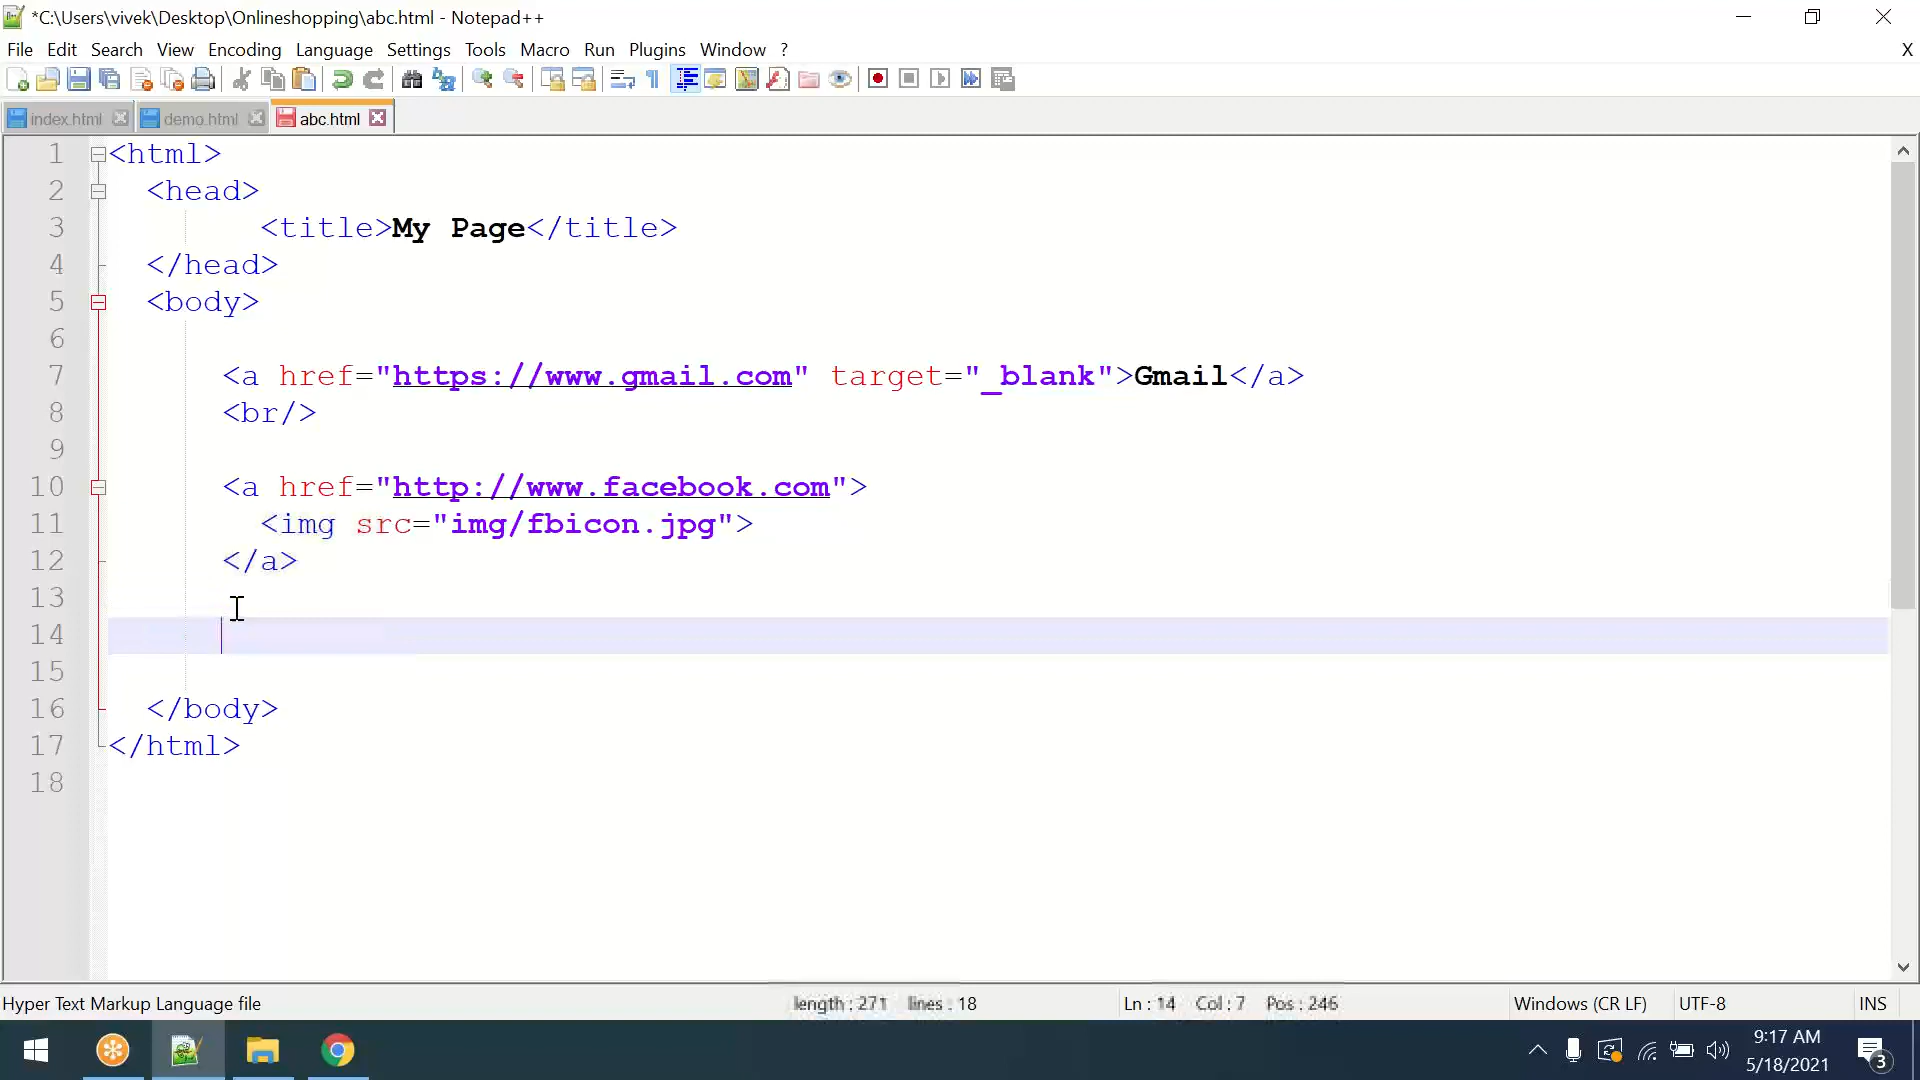 *C:\Users\vivek\Desktop\Onlineshopping\abc.html - Notepad++
File Edit Search View Encoding Language Settings Tools Macro Run Plugins Window ? X
index.html demo.html abc.html
1 <html>
2 <head>
3 <title>My Page</title>
4 </head>
5 <body>
6
7 <a href="https://www.gmail.com" target="_blank">Gmail</a>
8 <br/>
9
10 <a href="http://www.facebook.com">
11 <img src="img/fbicon.jpg">
12 </a>
13
14
15
16 </body>
17 </html>
18
Hyper Text Markup Language file length : 271 lines : 18 Ln : 14 Col : 7 Pos : 246 Windows (CR LF) UTF-8 INS
9:17 AM
5/18/2021
3